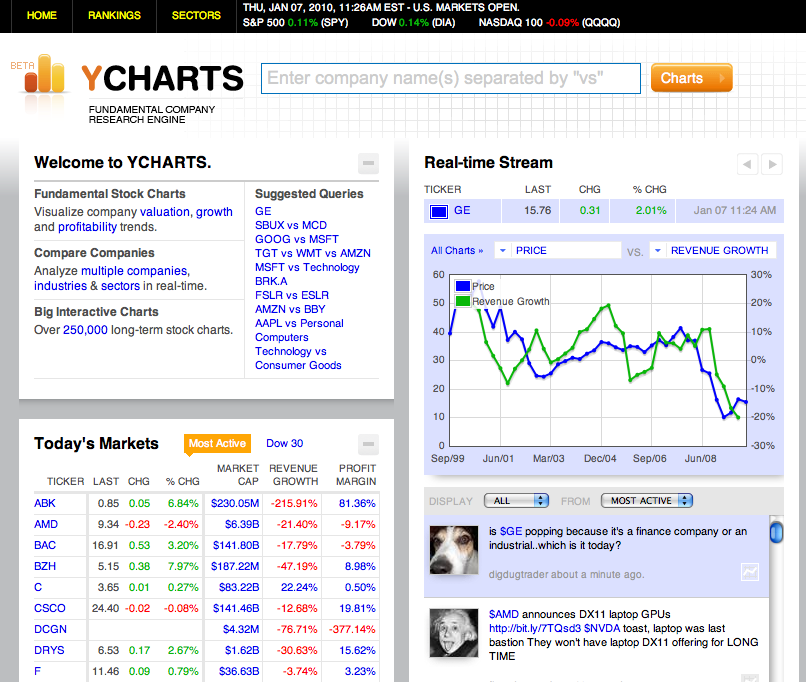 HOME RANKINGS SECTORS
THU, JAN 07, 2010, 11:26AM EST - U.S. MARKETS OPEN.
S&P 500 0.11% (SPY) DOW 0.14% (DIA) NASDAQ 100 -0.09% (QQQQ)
BETA
YCHARTS
FUNDAMENTAL COMPANY
RESEARCH ENGINE
Enter company name(s) separated by "vs"
Charts
Welcome to YCHARTS.
Fundamental Stock Charts
Visualize company valuation, growth
and profitability trends.
Compare Companies
Analyze multiple companies,
industries & sectors in real-time.
Big Interactive Charts
Over 250,000 long-term stock charts.
Suggested Queries
GE
SBUX vs MCD
GOOG vs MSFT
TGT vs WMT vs AMZN
MSFT vs Technology
BRK.A
FSLR vs ESLR
AMZN vs BBY
AAPL vs Personal
Computers
Technology vs
Consumer Goods
Today's Markets Most Active Dow 30
TICKER LAST CHG % CHG MARKET CAP REVENUE GROWTH PROFIT MARGIN
ABK 0.85 0.05 6.84% $230.05M -215.91% 81.36%
AMD 9.34 -0.23 -2.40% $6.39B -21.40% -9.17%
BAC 16.91 0.53 3.20% $141.80B -17.79% -3.79%
BZH 5.15 0.38 7.97% $187.22M -47.19% 8.98%
C 3.65 0.01 0.27% $83.22B 22.24% 0.50%
CSCO 24.40 -0.02 -0.08% $141.46B -12.68% 19.81%
DCGN $4.32M -76.71% -377.14%
DRYS 6.53 0.17 2.67% $1.62B -30.63% 15.62%
F 11.46 0.09 0.79% $36.63B -3.74% 3.23%
Real-time Stream
TICKER LAST CHG % CHG
GE 15.76 0.31 2.01% Jan 07 11:24 AM
All Charts » PRICE VS. REVENUE GROWTH
Price
Revenue Growth
60 30%
50 20%
40 10%
30 0%
20 -10%
10 -20%
0 -30%
Sep/99 Jun/01 Mar/03 Dec/04 Sep/06 Jun/08
DISPLAY ALL FROM MOST ACTIVE
is $GE popping because it's a finance company or an
industrial..which is it today?
digdugtrader about a minute ago.
$AMD announces DX11 laptop GPUs
http://bit.ly/7TQsd3 $NVDA toast, laptop was last
bastion They won't have laptop DX11 offering for LONG
TIME